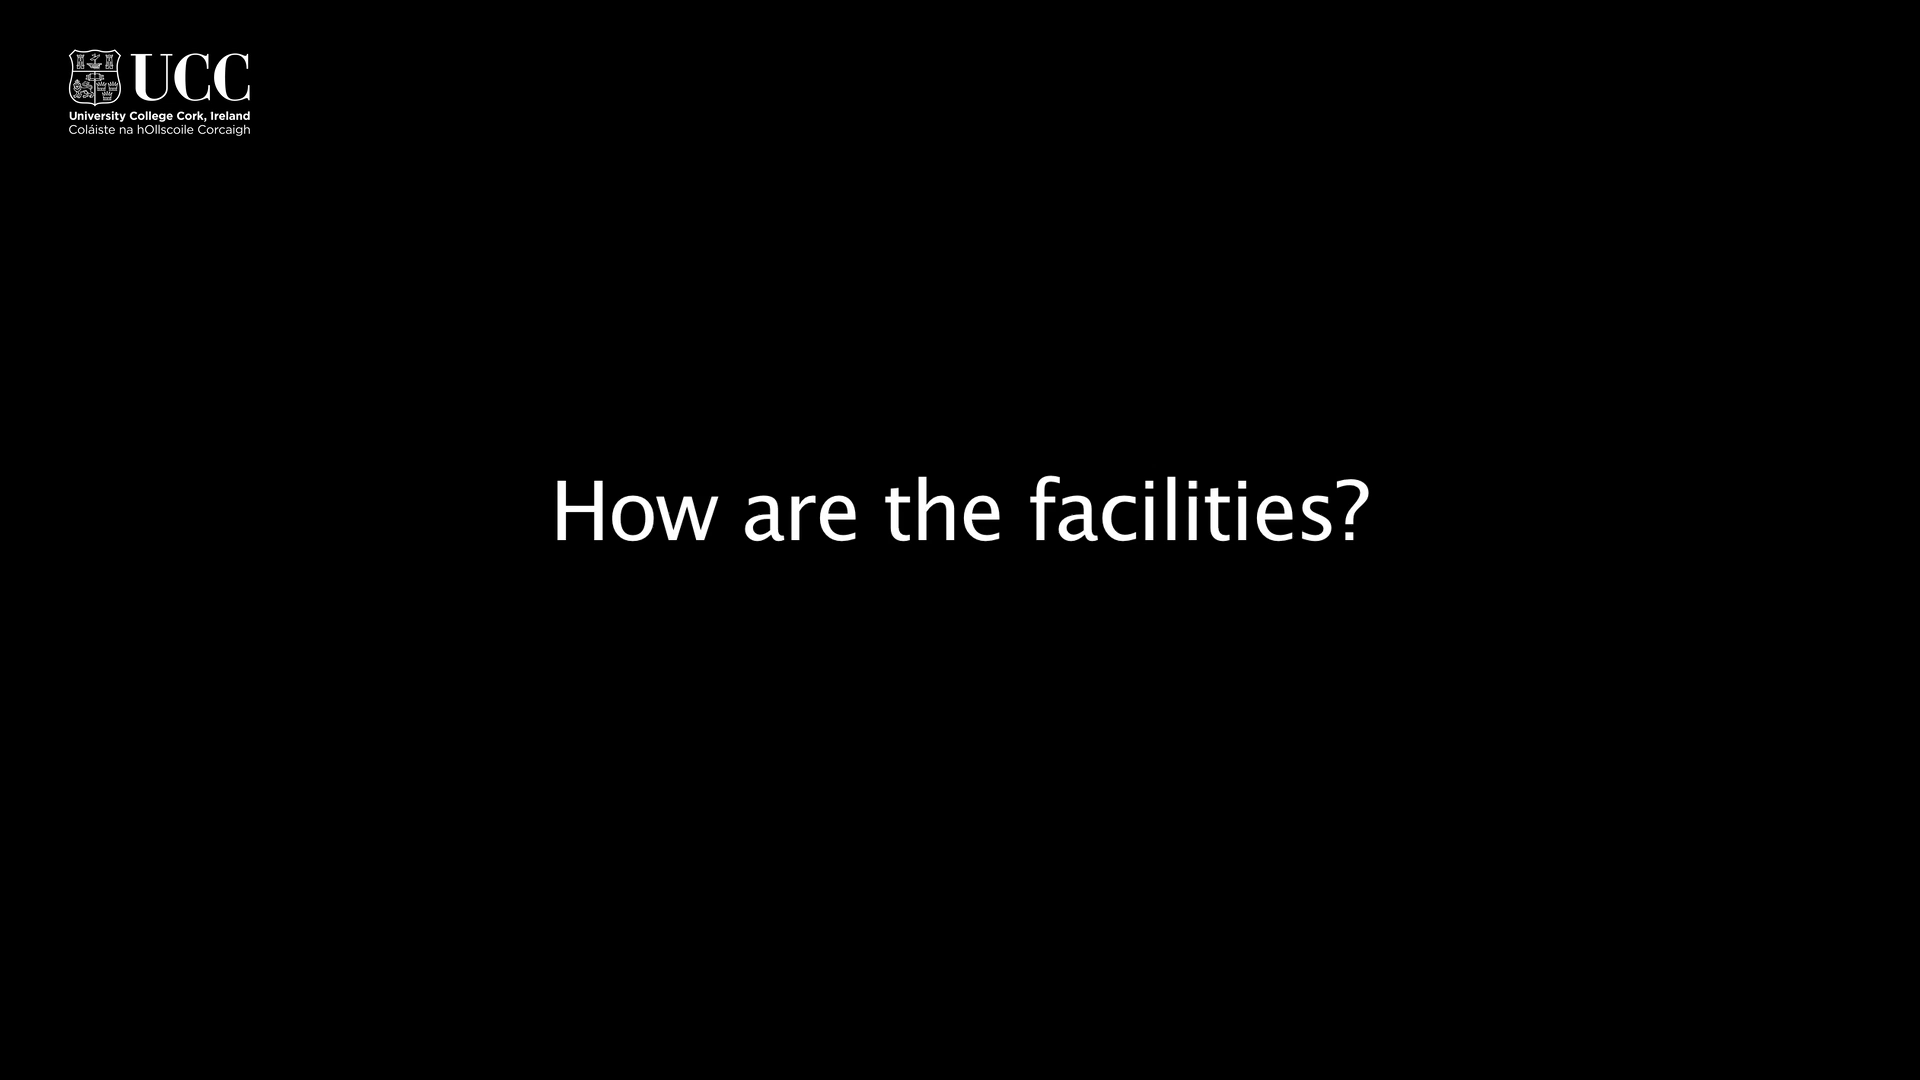 UCC
University College Cork, Ireland
Coláiste na hOllscoile Corcaigh
How are the facilities?